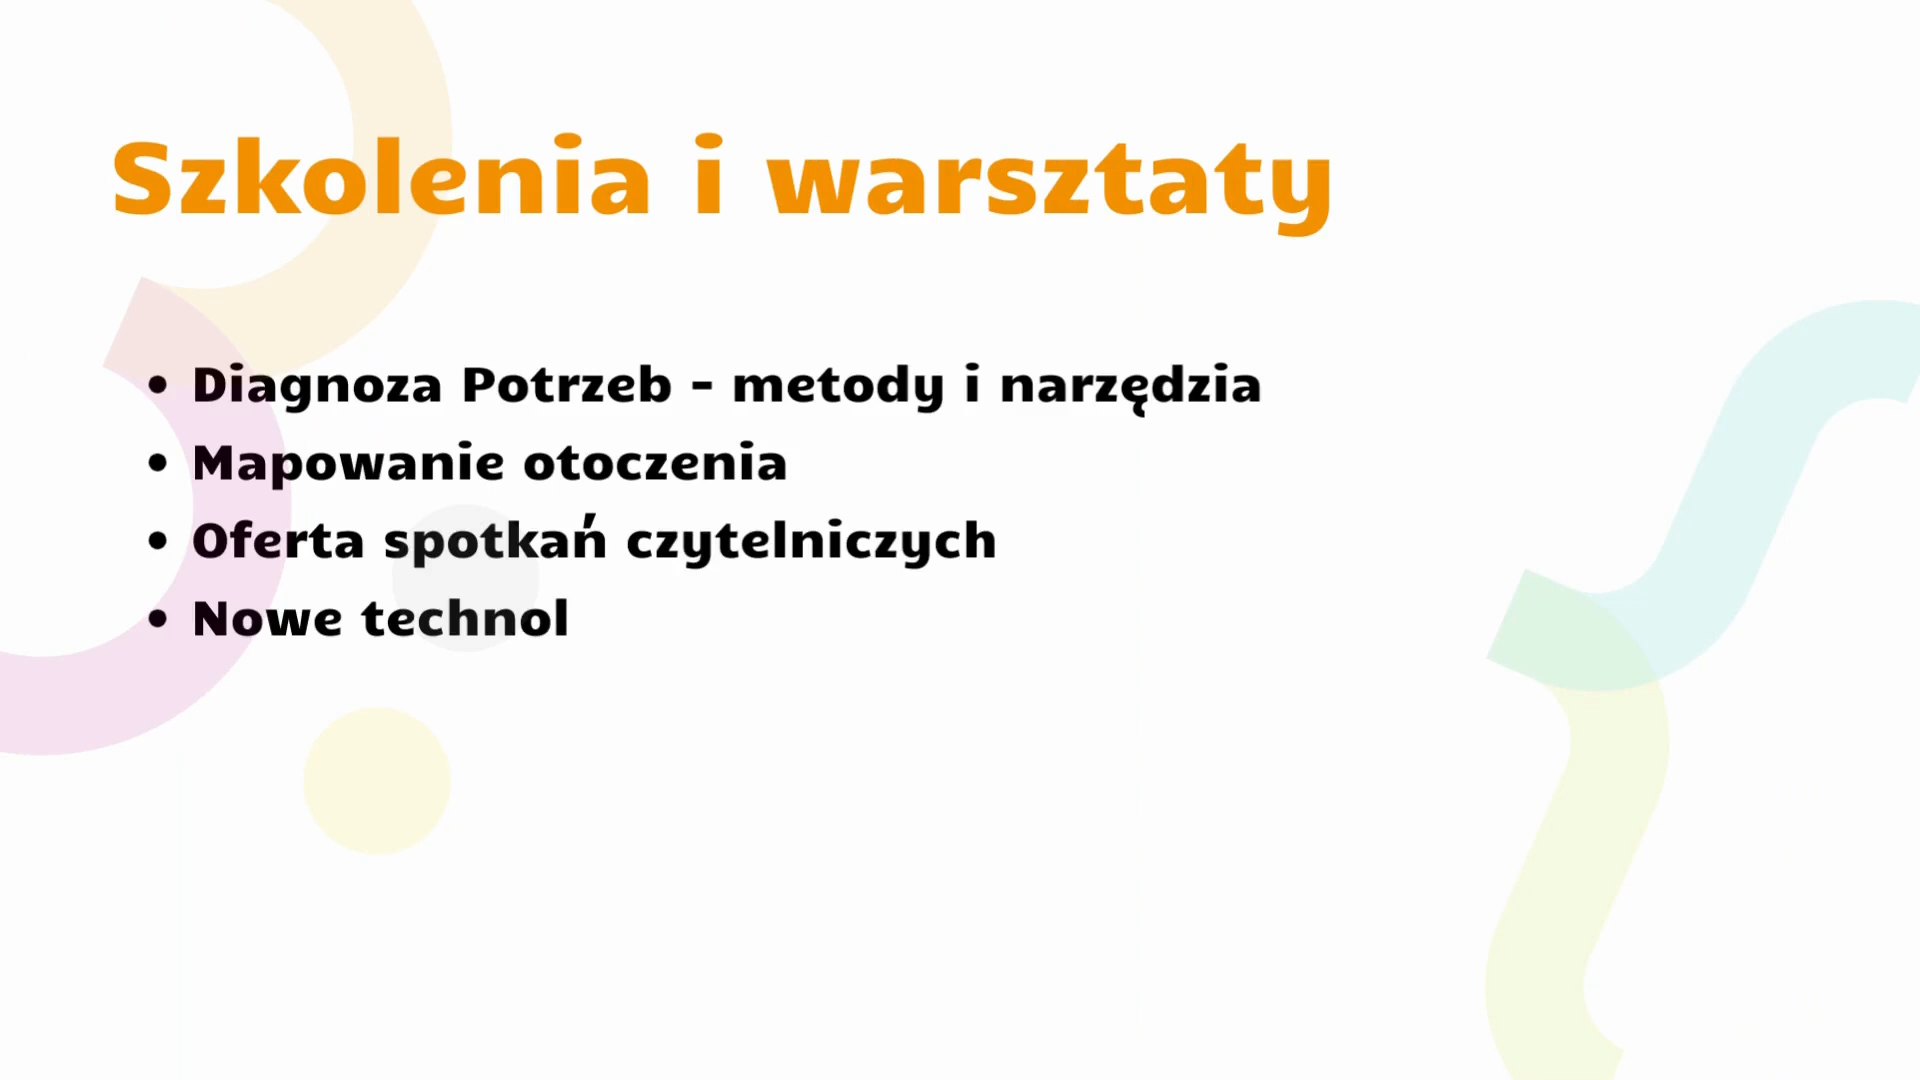 Szkolenia i warsztaty
• Diagnoza Potrzeb - metody i narzędzia
• Mapowanie otoczenia
• Oferta spotkań czytelniczych
• Nowe technol